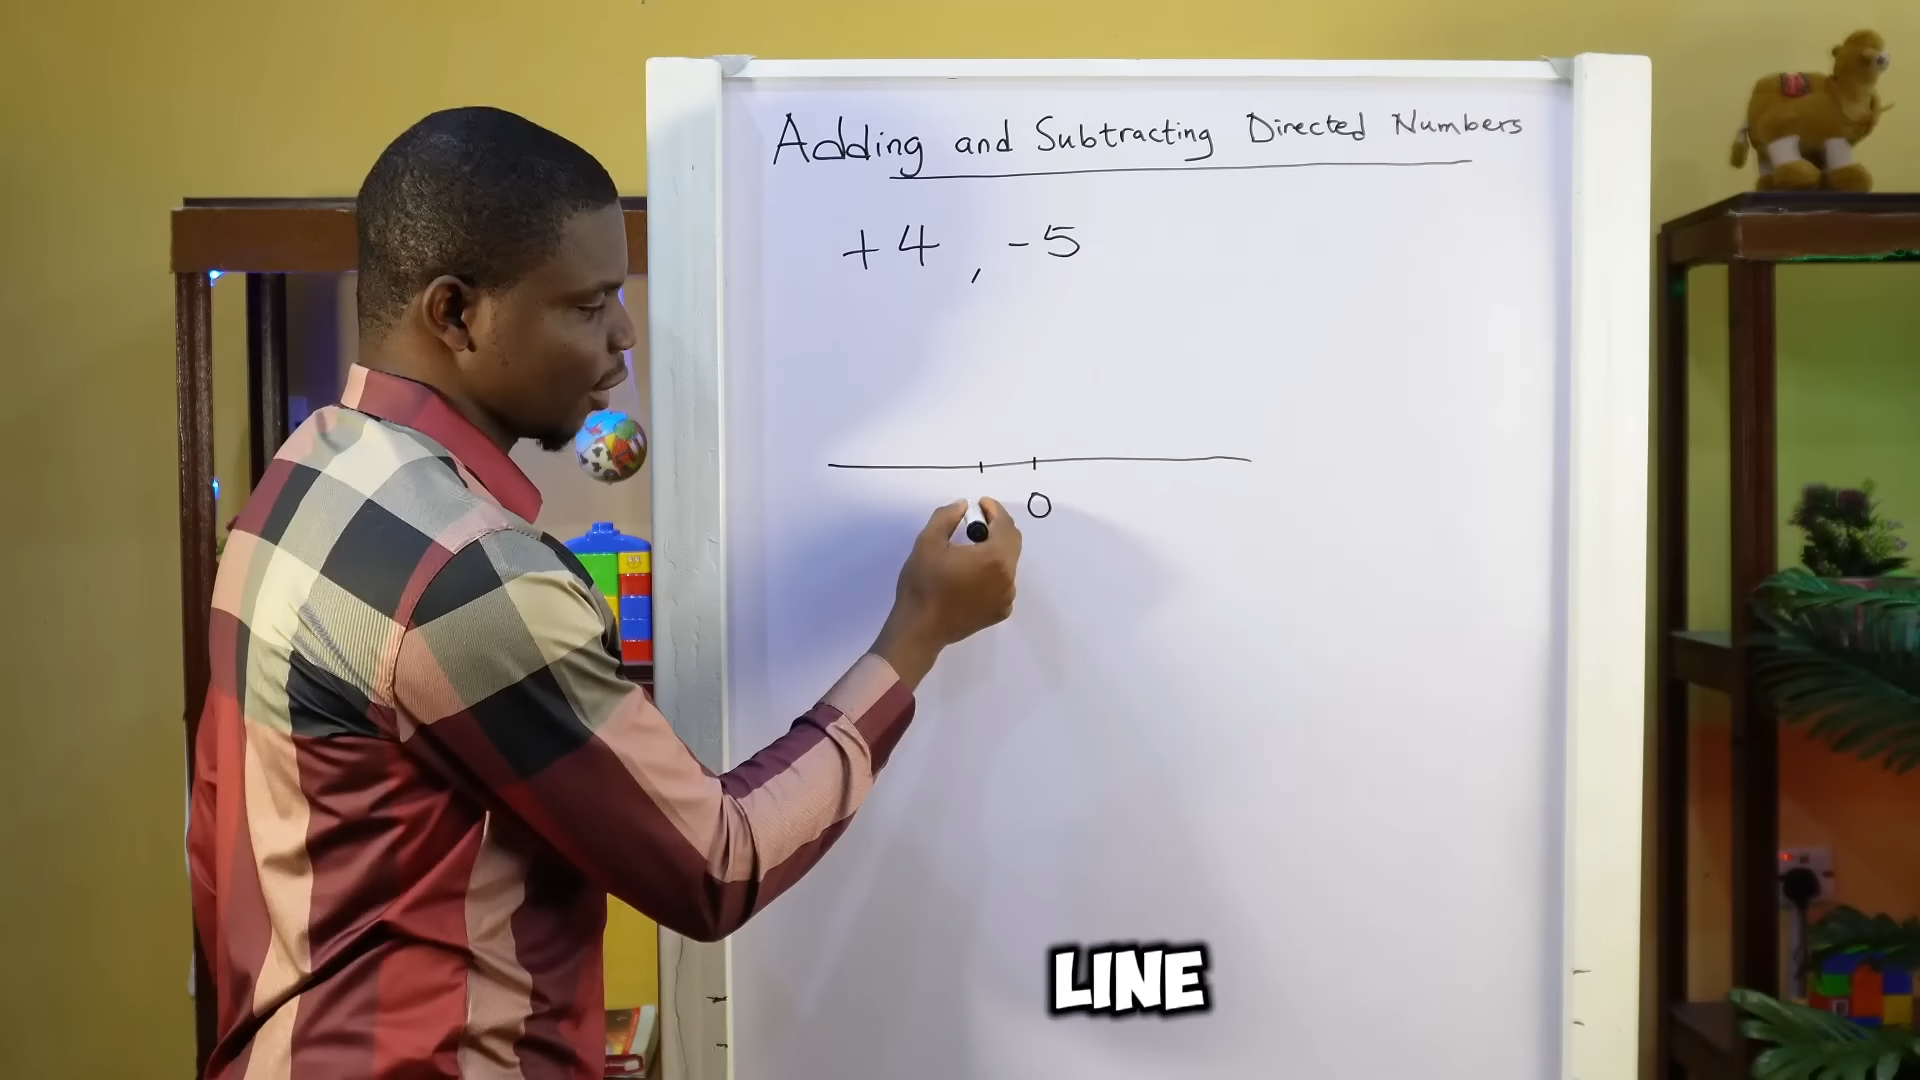 Adding and Subtracting Directed Numbers
+4 , -5
0
LINE